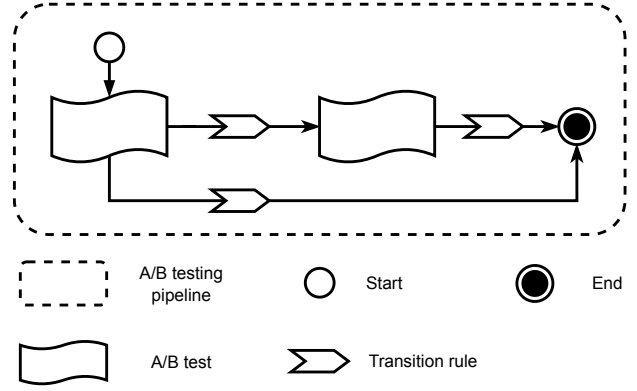 A/B testing
pipeline
Start
End
A/B test
Transition rule